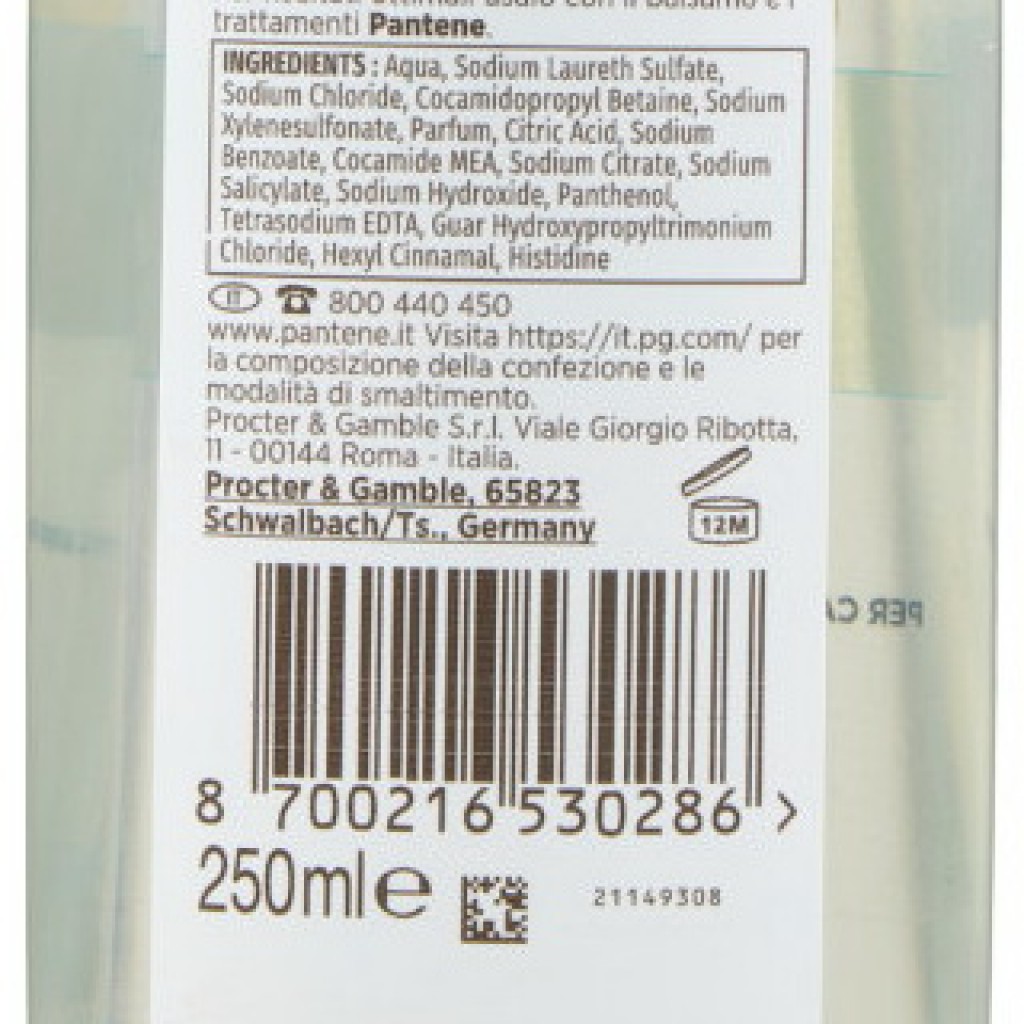 trattamenti Pantene.
INGREDIENTS : Aqua, Sodium Laureth Sulfate,
Sodium Chloride, Cocamidopropyl Betaine, Sodium
Xylenesulfonate, Parfum, Citric Acid, Sodium
Benzoate, Cocamide MEA, Sodium Citrate, Sodium
Salicylate, Sodium Hydroxide, Panthenol,
Tetrasodium EDTA, Guar Hydroxypropyltrimonium
Chloride, Hexyl Cinnamal, Histidine
IT 800 440 450
www.pantene.it Visita https://it.pg.com/ per
la composizione della confezione e le
modalità di smaltimento.
Procter & Gamble S.r.l. Viale Giorgio Ribotta,
11 - 00144 Roma - Italia.
Procter & Gamble, 65823
Schwalbach/Ts., Germany
12M
PER CA
8 700216 530286 >
250ml e
21149308